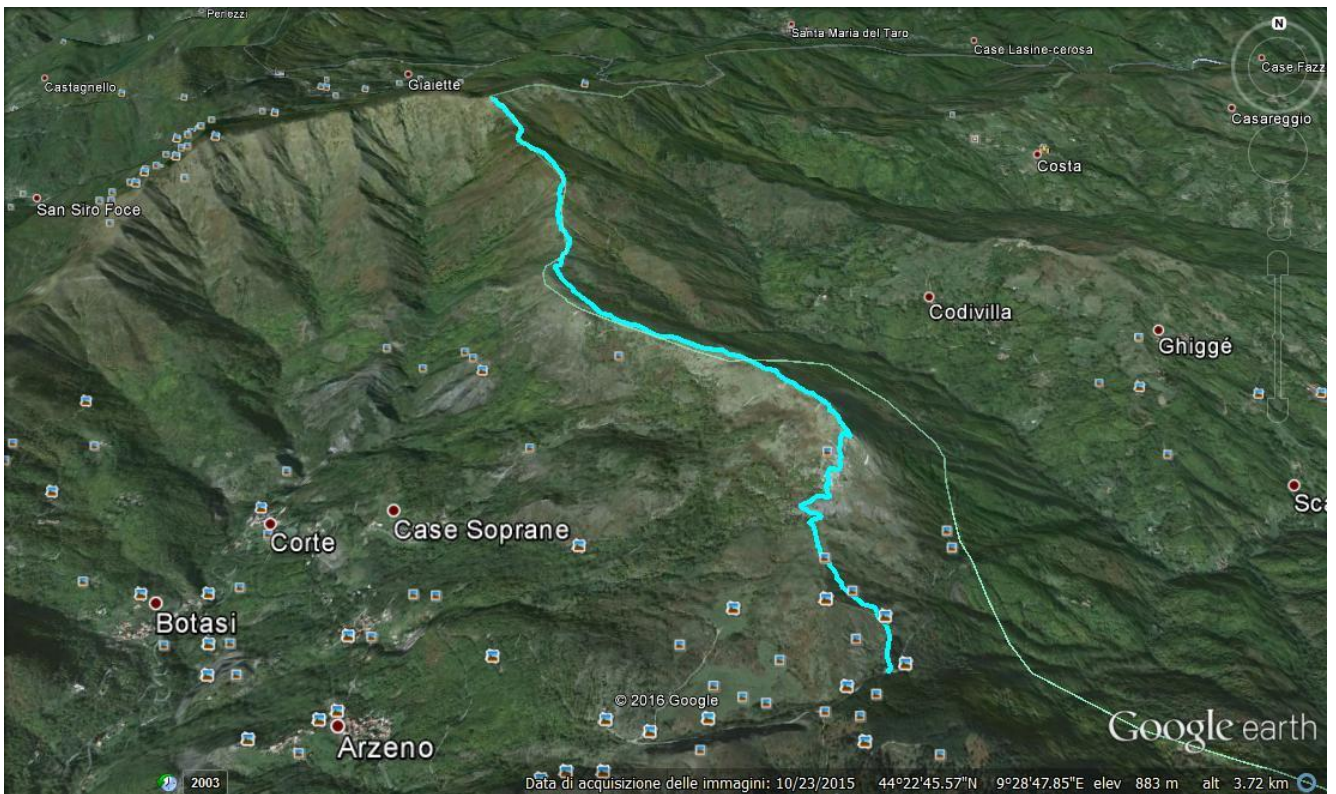 Perlezzi
Santa Maria del Taro
N
Case Lasine-cerosa
Case Fazz
Castagnello
Giaiette
Casareggio
Costa
San Siro Foce
Codivilla
Ghiggé
Sca
Case Soprane
Corte
Botasi
© 2016 Google
Arzeno
Google earth
2003
Data di acquisizione delle immagini: 10/23/2015 44°22'45.57"N 9°28'47.85"E elev 883 m alt 3.72 km